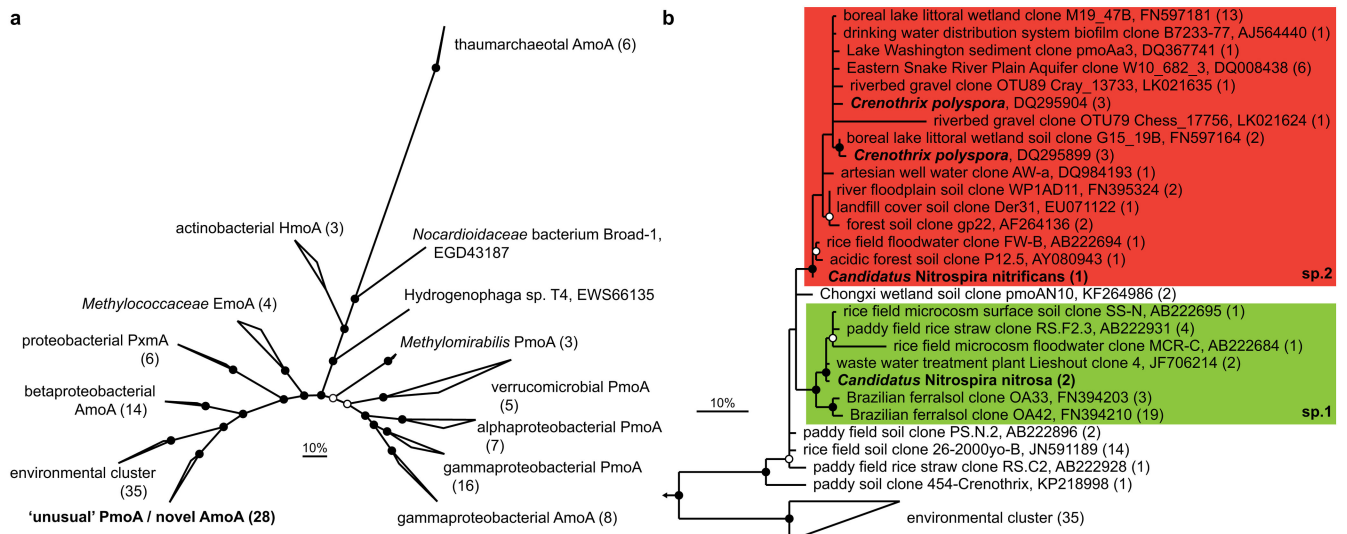 a
thaumarchaeotal AmoA (6)
actinobacterial HmoA (3)
Nocardioidaceae bacterium Broad-1,
EGD43187
Hydrogenophaga sp. T4, EWS66135
Methylococcaceae EmoA (4)
Methylomirabilis PmoA (3)
proteobacterial PxmA
(6)
verrucomicrobial PmoA
(5)
betaproteobacterial
AmoA (14)
alphaproteobacterial PmoA
(7)
10%
gammaproteobacterial PmoA
(16)
environmental cluster
(35)
gammaproteobacterial AmoA (8)
‘unusual’ PmoA / novel AmoA (28)
b
boreal lake littoral wetland clone M19_47B, FN597181 (13)
drinking water distribution system biofilm clone B7233-77, AJ564440 (1)
Lake Washington sediment clone pmoAa3, DQ367741 (1)
Eastern Snake River Plain Aquifer clone W10_682_3, DQ008438 (6)
riverbed gravel clone OTU89 Cray_13733, LK021635 (1)
Crenothrix polyspora, DQ295904 (3)
riverbed gravel clone OTU79 Chess_17756, LK021624 (1)
boreal lake littoral wetland soil clone G15_19B, FN597164 (2)
Crenothrix polyspora, DQ295899 (3)
artesian well water clone AW-a, DQ984193 (1)
river floodplain soil clone WP1AD11, FN395324 (2)
landfill cover soil clone Der31, EU071122 (1)
forest soil clone gp22, AF264136 (2)
rice field floodwater clone FW-B, AB222694 (1)
acidic forest soil clone P12.5, AY080943 (1)
Candidatus Nitrospira nitrificans (1)
sp.2
Chongxi wetland soil clone pmoAN10, KF264986 (2)
rice field microcosm surface soil clone SS-N, AB222695 (1)
paddy field rice straw clone RS.F2.3, AB222931 (4)
rice field microcosm floodwater clone MCR-C, AB222684 (1)
waste water treatment plant Lieshout clone 4, JF706214 (2)
Candidatus Nitrospira nitrosa (2)
Brazilian ferralsol clone OA33, FN394203 (3)
Brazilian ferralsol clone OA42, FN394210 (19)
sp.1
10%
paddy field soil clone PS.N.2, AB222896 (2)
rice field soil clone 26-2000yo-B, JN591189 (14)
paddy field rice straw clone RS.C2, AB222928 (1)
paddy soil clone 454-Crenothrix, KP218998 (1)
environmental cluster (35)